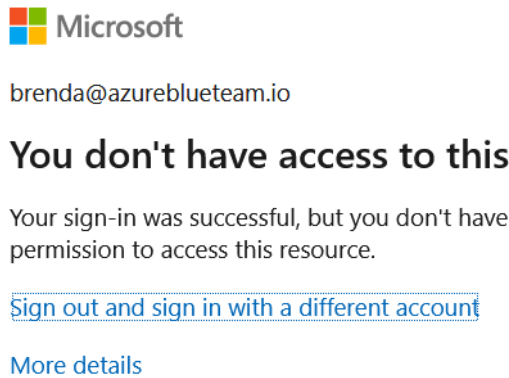 Microsoft
brenda@azureblueteam.io
You don't have access to this
Your sign-in was successful, but you don't have
permission to access this resource.
Sign out and sign in with a different account
More details